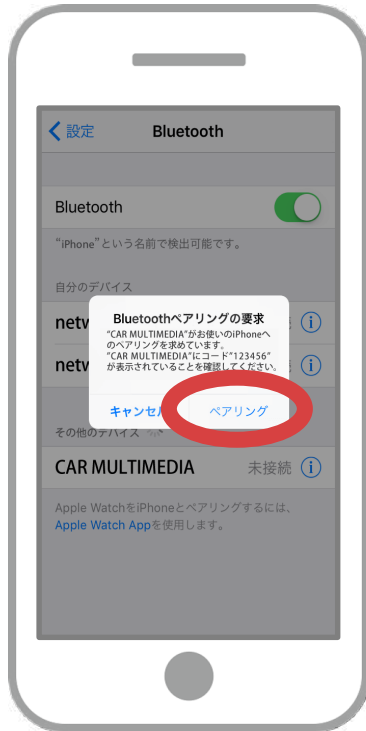 設定 Bluetooth
Bluetooth
“iPhone”という名前で検出可能です。
自分のデバイス
Bluetoothペアリングの要求
“CAR MULTIMEDIA”がお使いのiPhoneへ
のペアリングを求めています。
“CAR MULTIMEDIA”にコード“123456”
が表示されていることを確認してください。
キャンセル ペアリング
その他のデバイス
CAR MULTIMEDIA 未接続
Apple WatchをiPhoneとペアリングするには、
Apple Watch Appを使用します。